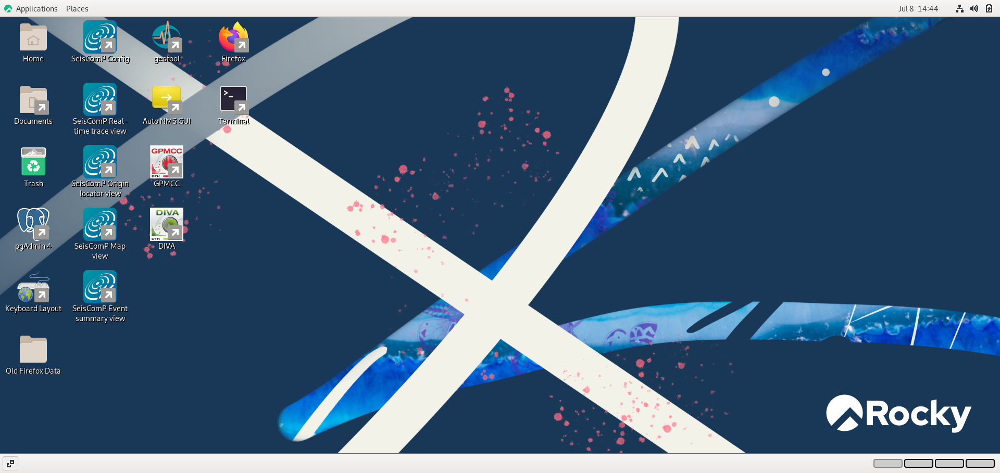 Applications Places Jul 8 14:44
Home
SeisComP Config
geotool
Firefox
Documents
SeisComP Real-
time trace view
Auto NMS GUI
>_
Terminal
Trash
SeisComP Origin
locator view
GPMCC
DTK
GPMCC
pgAdmin 4
SeisComP Map
view
DIVA
DTK
DIVA
Keyboard Layout
SeisComP Event
summary view
Old Firefox Data
Rocky